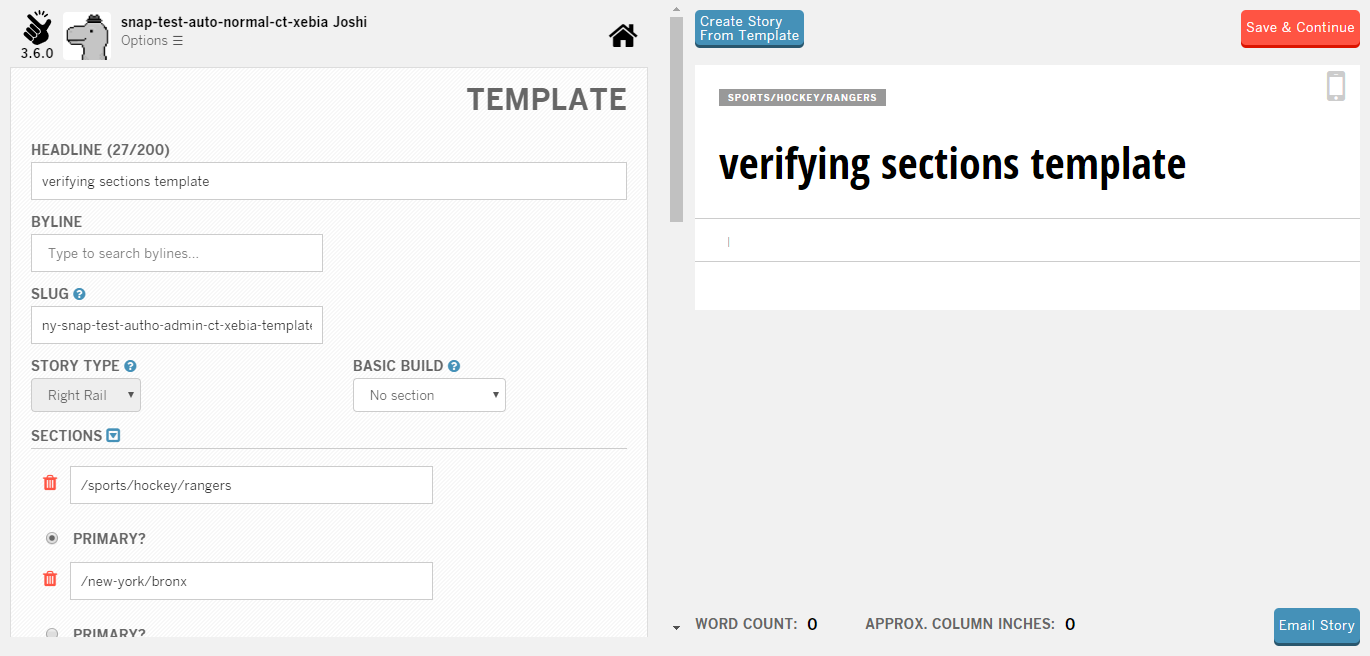 snap-test-auto-normal-ct-xebia Joshi
Options ☰
3.6.0
TEMPLATE
HEADLINE (27/200)
verifying sections template
BYLINE
Type to search bylines...
SLUG ?
ny-snap-test-autho-admin-ct-xebia-template
STORY TYPE ?
BASIC BUILD ?
Right Rail
No section
SECTIONS
/sports/hockey/rangers
PRIMARY?
/new-york/bronx
PRIMARY?
Create Story
From Template
Save & Continue
SPORTS/HOCKEY/RANGERS
verifying sections template
|
WORD COUNT: 0
APPROX. COLUMN INCHES: 0
Email Story